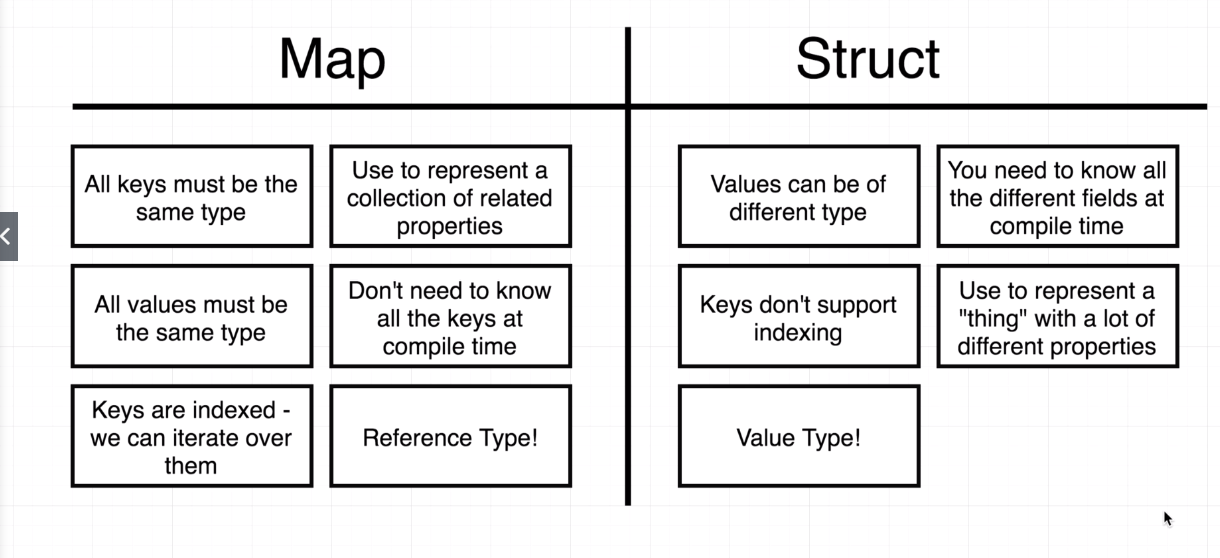 Map
Struct
All keys must be the
same type
Use to represent a
collection of related
properties
Values can be of
different type
You need to know all
the different fields at
compile time
All values must be
the same type
Don't need to know
all the keys at
compile time
Keys don't support
indexing
Use to represent a
"thing" with a lot of
different properties
Keys are indexed -
we can iterate over
them
Reference Type!
Value Type!